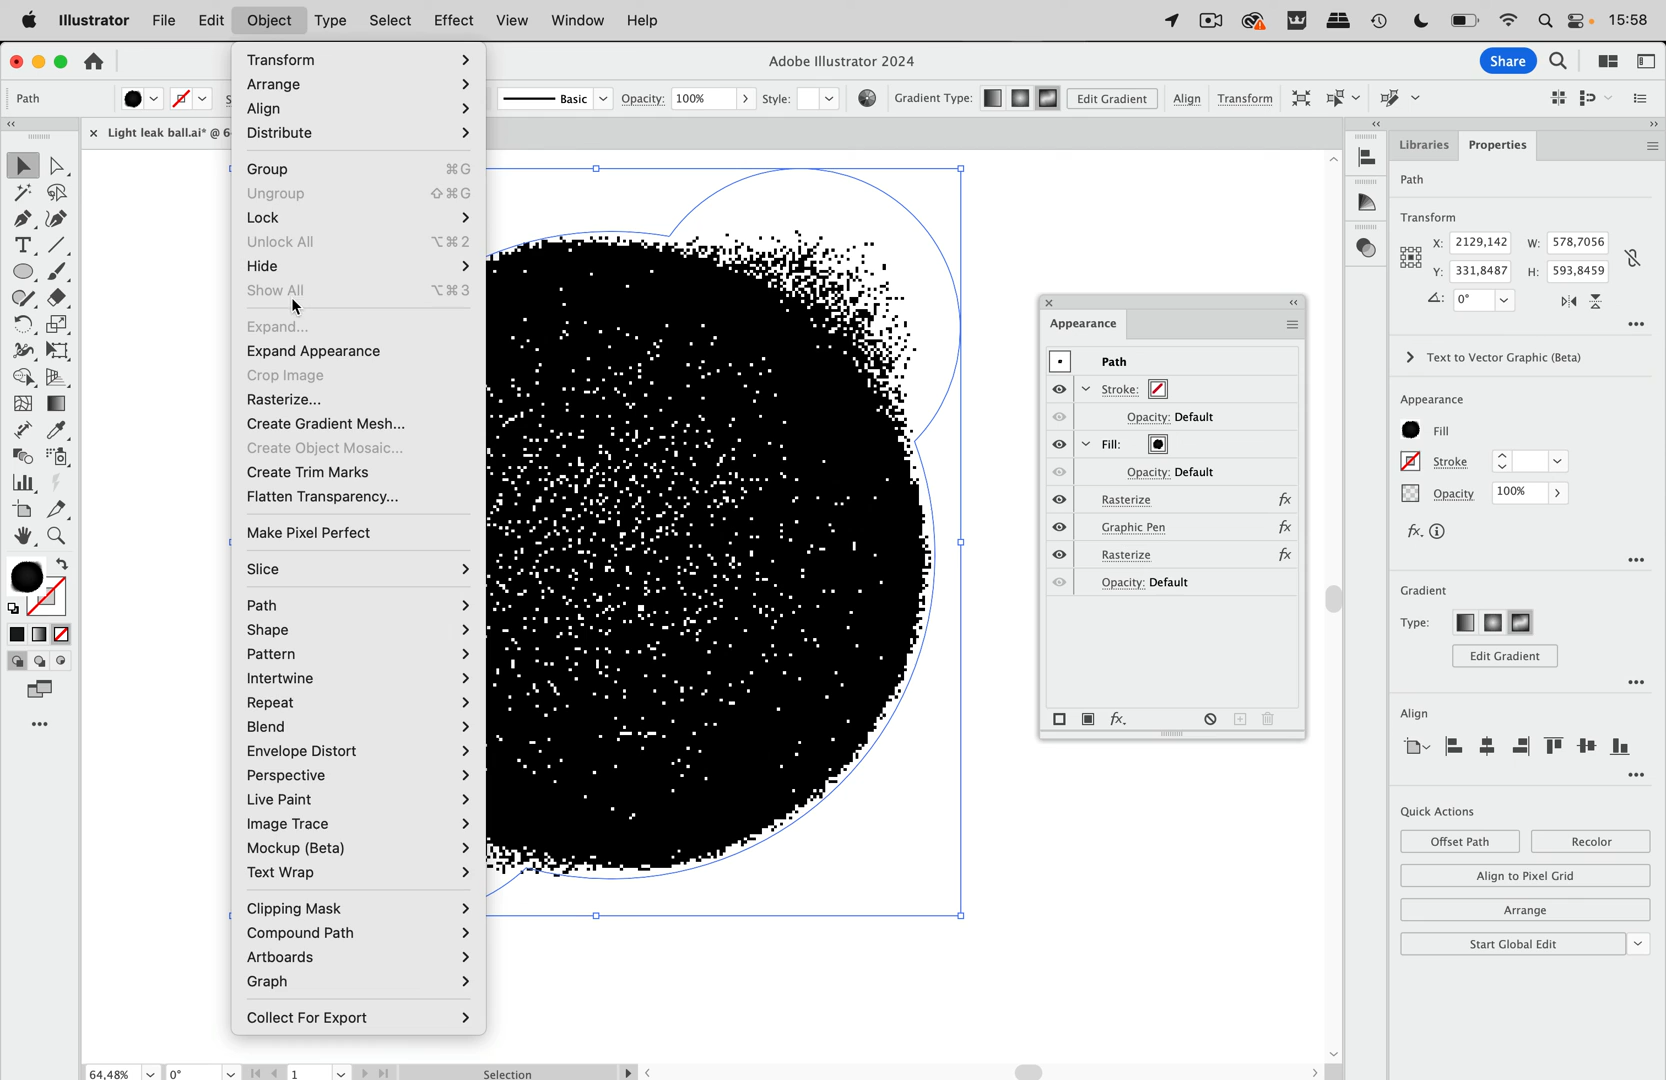 Illustrator File Edit Object Type Select Effect View Window Help 15:58
Adobe Illustrator 2024 Share
Path Basic Opacity: 100% Style: Gradient Type: Edit Gradient Align Transform
× Light leak ball.ai* @ 6
Transform
Arrange
Align
Distribute
Group ⌘G
Ungroup ⇧⌘G
Lock
Unlock All ⌥⌘2
Hide
Show All ⌥⌘3
Expand...
Expand Appearance
Crop Image
Rasterize...
Create Gradient Mesh...
Create Object Mosaic...
Create Trim Marks
Flatten Transparency...
Make Pixel Perfect
Slice
Path
Shape
Pattern
Intertwine
Repeat
Blend
Envelope Distort
Perspective
Live Paint
Image Trace
Mockup (Beta)
Text Wrap
Clipping Mask
Compound Path
Artboards
Graph
Collect For Export
Appearance
Path
Stroke:
Opacity: Default
Fill:
Opacity: Default
Rasterize fx
Graphic Pen fx
Rasterize fx
Opacity: Default
fx.
Libraries Properties
Path
Transform
X: 2129,142 W: 578,7056
Y: 331,8487 H: 593,8459
0°
Text to Vector Graphic (Beta)
Appearance
Fill
Stroke
Opacity 100%
fx.
Gradient
Type:
Edit Gradient
Align
Quick Actions
Offset Path Recolor
Align to Pixel Grid
Arrange
Start Global Edit
64,48% 0° 1 Selection